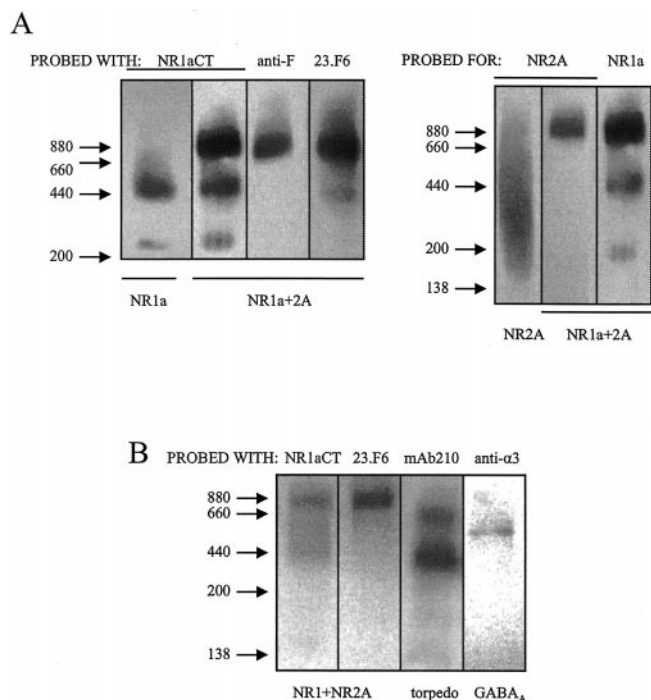 A
PROBED WITH: NR1aCT anti-F 23.F6
880
660
440
200
NR1a NR1a+2A
PROBED FOR: NR2A NR1a
880
660
440
200
138
NR2A NR1a+2A
B
PROBED WITH: NR1aCT 23.F6 mAb210 anti-α3
880
660
440
200
138
NR1+NR2A torpedo GABAA